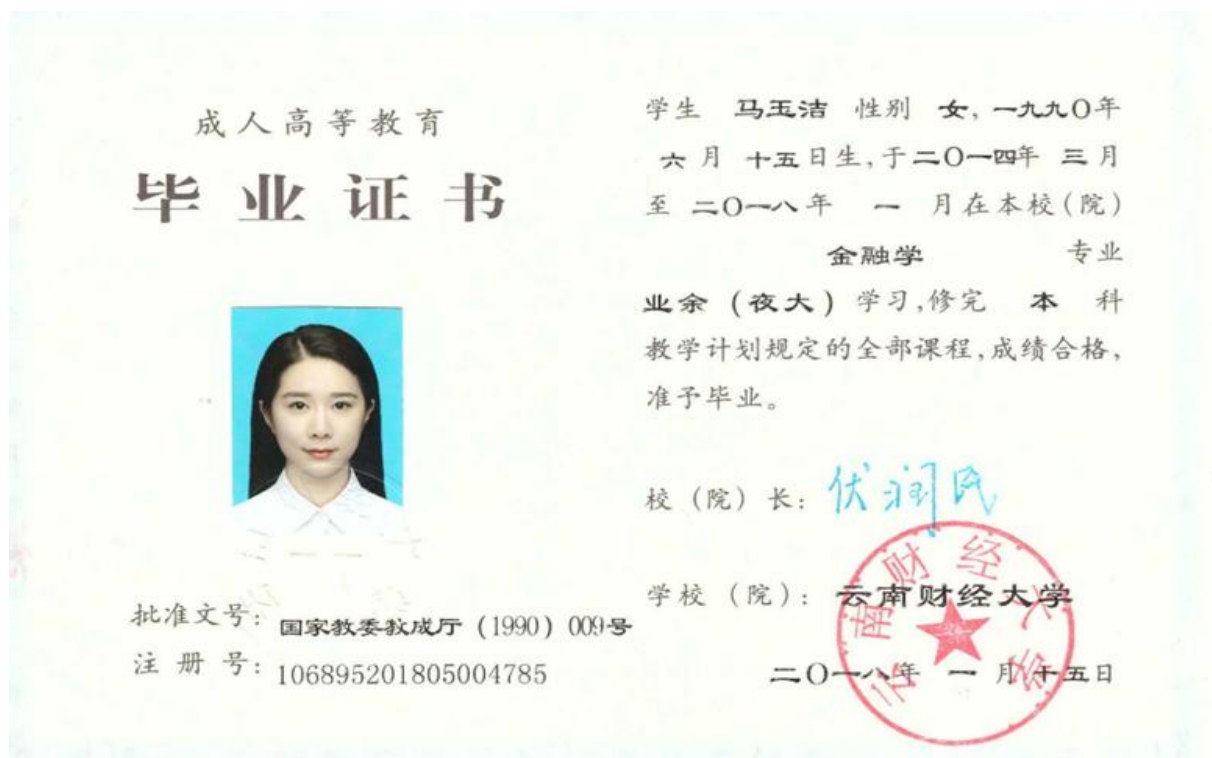 成人高等教育
毕业证书
批准文号：国家教委教成厅（1990）009号
注 册 号：106895201805004785
学生 马玉洁 性别 女，一九九〇年
六月 十五日生，于二〇一四年 三月
至 二〇一八年 一 月在本校（院）
金融学 专业
业余（夜大）学习，修完 本 科
教学计划规定的全部课程，成绩合格，
准予毕业。
校（院）长：伏润民
学校（院）：云南财经大学
二〇一八年 一 月十五日
云南财经大学